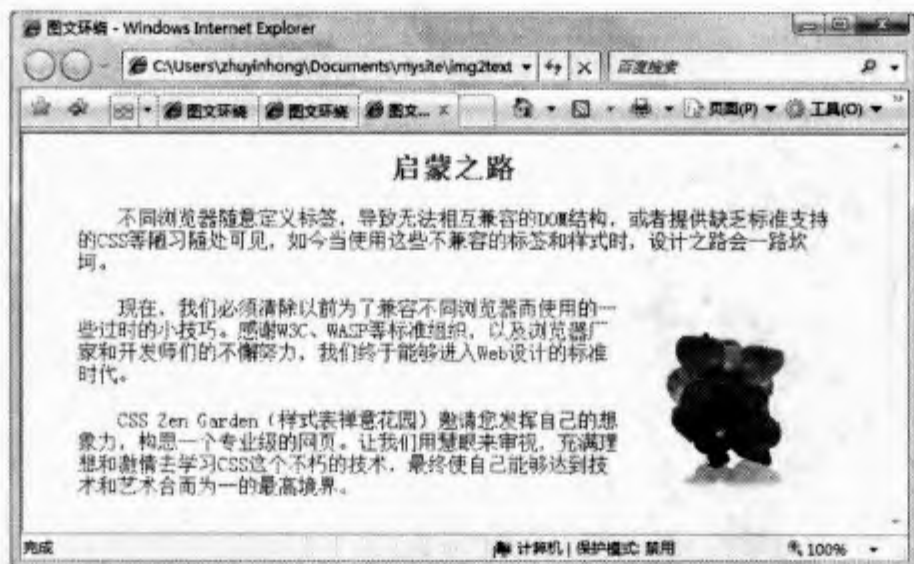 图文环绕 - Windows Internet Explorer
C:\Users\zhuyinhong\Documents\mysite\img2text 百度搜索
图文环绕 图文环绕 图文... 页面(P) 工具(O)
启蒙之路
不同浏览器随意定义标签，导致无法相互兼容的DOM结构，或者提供缺乏标准支持
的CSS等陋习随处可见，如今当使用这些不兼容的标签和样式时，设计之路会一路坎
坷。
现在，我们必须清除以前为了兼容不同浏览器而使用的一
些过时的小技巧。感谢W3C、WASP等标准组织，以及浏览器厂
家和开发师们的不懈努力，我们终于能够进入Web设计的标准
时代。
CSS Zen Garden（样式表禅意花园）邀请您发挥自己的想
象力，构思一个专业级的网页。让我们用慧眼来审视，充满理
想和激情去学习CSS这个不朽的技术，最终使自己能够达到技
术和艺术合而为一的最高境界。
完成 计算机 | 保护模式: 禁用 100%